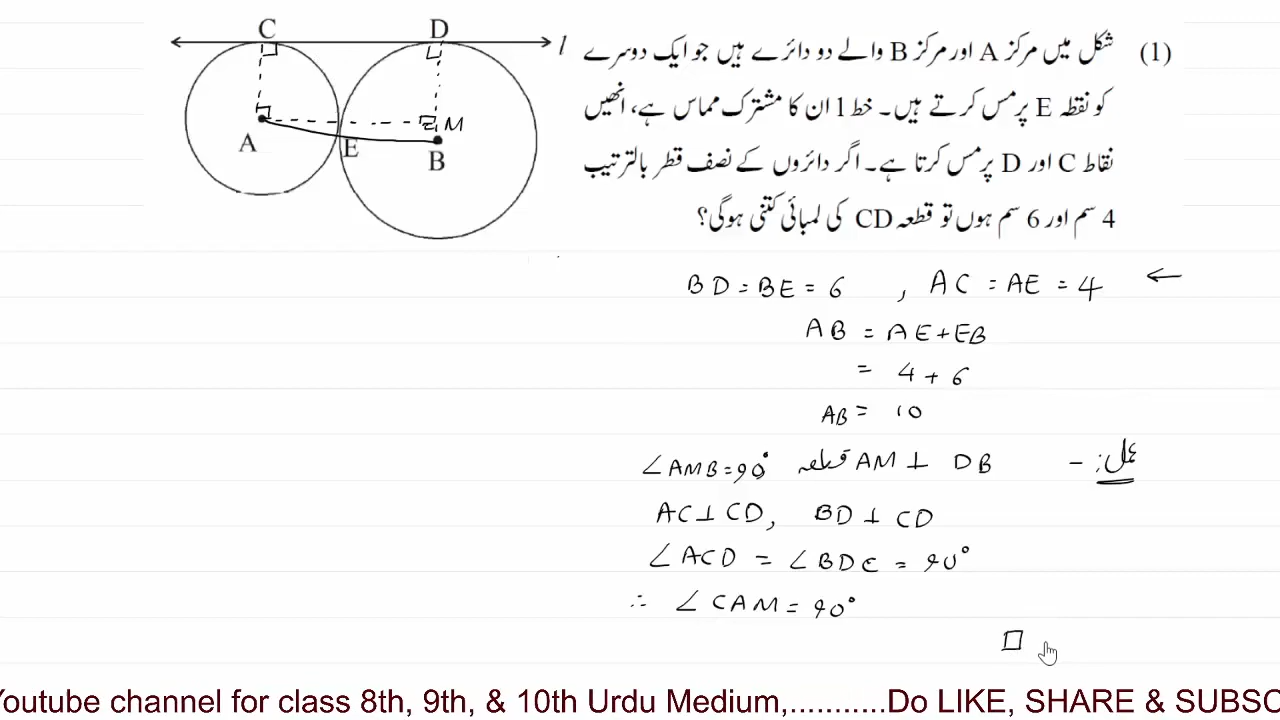 C D l
A E B M
(1) شکل میں مرکز A اور مرکز B والے دو دائرے ہیں جو ایک دوسرے
کو نقطہ E پر مس کرتے ہیں۔ خط l ان کا مشترک مماس ہے، انھیں
نقاط C اور D پر مس کرتا ہے۔ اگر دائروں کے نصف قطر بالترتیب
4 سم اور 6 سم ہوں تو قطعہ CD کی لمبائی کتنی ہوگی؟
BD = BE = 6 , AC = AE = 4 ←
AB = AE + EB
= 4 + 6
AB = 10
عمل :- قطعہ AM ⊥ DB ∠AMB = 90°
AC ⊥ CD, BD ⊥ CD
∠ACD = ∠BDC = 90°
∴ ∠CAM = 90°
□
Youtube channel for class 8th, 9th, & 10th Urdu Medium,...........Do LIKE, SHARE & SUBSC